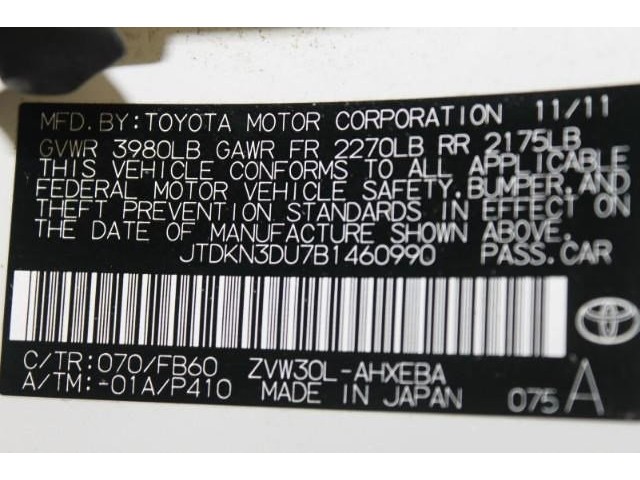 MFD.BY:TOYOTA MOTOR CORPORATION 11/11
GVWR 3980LB GAWR FR 2270LB RR 2175LB
THIS VEHICLE CONFORMS TO ALL APPLICABLE
FEDERAL MOTOR VEHICLE SAFETY.BUMPER.AND
THEFT PREVENTION STANDARDS IN EFFECT ON
THE DATE OF MANUFACTURE SHOWN ABOVE.
JTDKN3DU7B1460990 PASS.CAR
C/TR:070/FB60 ZVW30L-AHXEBA
A/TM:-01A/P410 MADE IN JAPAN 075 A